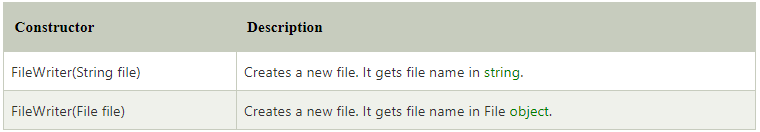 Constructor Description
FileWriter(String file) Creates a new file. It gets file name in string.
FileWriter(File file) Creates a new file. It gets file name in File object.